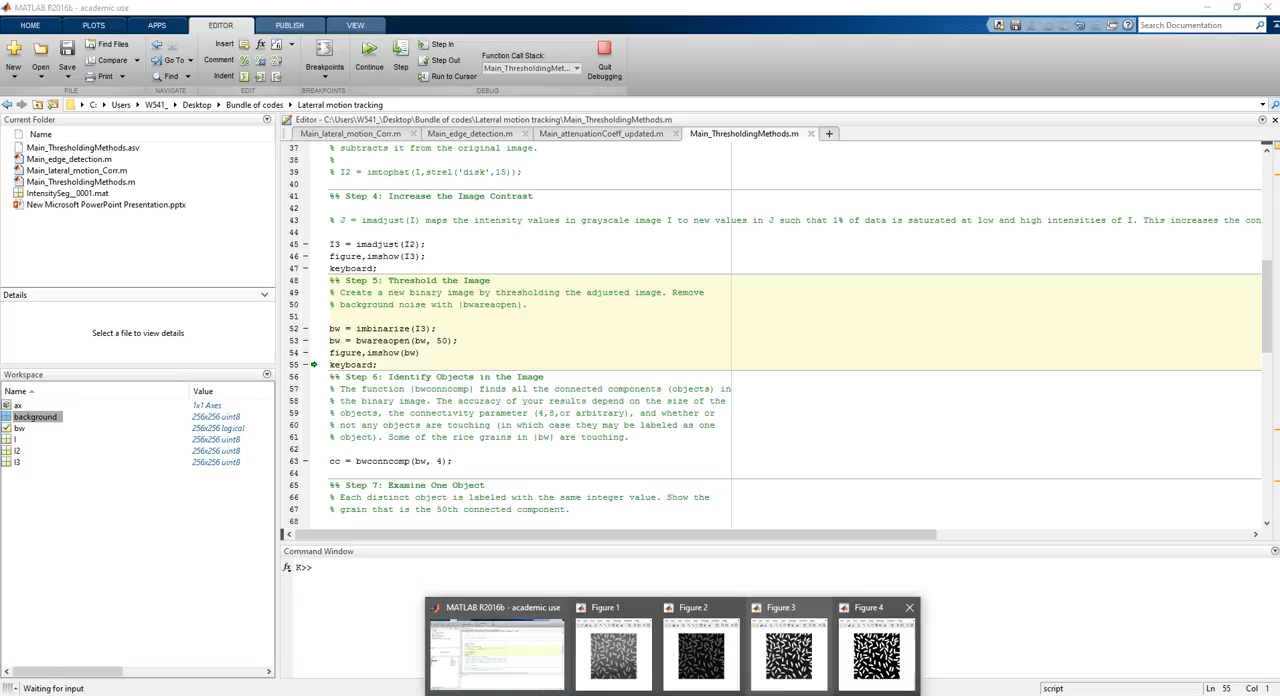 MATLAB R2016b - academic use
HOME PLOTS APPS EDITOR PUBLISH VIEW
Search Documentation
New Open Save Find Files Compare Print
Go To Find
Insert Comment Indent
Breakpoints
Continue Step Step In Step Out Run to Cursor
Function Call Stack:
Main_ThresholdingMet...
Quit Debugging
FILE NAVIGATE EDIT BREAKPOINTS DEBUG
C: Users W541_ Desktop Bundle of codes Lateral motion tracking
Current Folder
Name
Main_ThresholdingMethods.asv
Main_edge_detection.m
Main_lateral_motion_Corr.m
Main_ThresholdingMethods.m
IntensitySeg_0001.mat
New Microsoft PowerPoint Presentation.pptx
Details
Select a file to view details
Workspace
Name Value
ax 1x1 Axes
background 256x256 uint8
bw 256x256 logical
I 256x256 uint8
I2 256x256 uint8
I3 256x256 uint8
Editor - C:\Users\W541_\Desktop\Bundle of codes\Lateral motion tracking\Main_ThresholdingMethods.m
Main_lateral_motion_Corr.m Main_edge_detection.m Main_attenuationCoeff_updated.m Main_ThresholdingMethods.m
37 % subtracts it from the original image.
38 %
39 % I2 = imtophat(I,strel('disk',15));
40
41 %% Step 4: Increase the Image Contrast
42
43 % J = imadjust(I) maps the intensity values in grayscale image I to new values in J such that 1% of data is saturated at low and high intensities of I. This increases the con
44
45 I3 = imadjust(I2);
46 figure,imshow(I3);
47 keyboard;
48 %% Step 5: Threshold the Image
49 % Create a new binary image by thresholding the adjusted image. Remove
50 % background noise with |bwareaopen|.
51
52 bw = imbinarize(I3);
53 bw = bwareaopen(bw, 50);
54 figure,imshow(bw)
55 keyboard;
56 %% Step 6: Identify Objects in the Image
57 % The function |bwconncomp| finds all the connected components (objects) in
58 % the binary image. The accuracy of your results depend on the size of the
59 % objects, the connectivity parameter (4,8,or arbitrary), and whether or
60 % not any objects are touching (in which case they may be labeled as one
61 % object). Some of the rice grains in |bw| are touching.
62
63 cc = bwconncomp(bw, 4);
64
65 %% Step 7: Examine One Object
66 % Each distinct object is labeled with the same integer value. Show the
67 % grain that is the 50th connected component.
68
Command Window
fx K>>
MATLAB R2016b - academic use Figure 1 Figure 2 Figure 3 Figure 4
Waiting for input
script Ln 55 Col 1